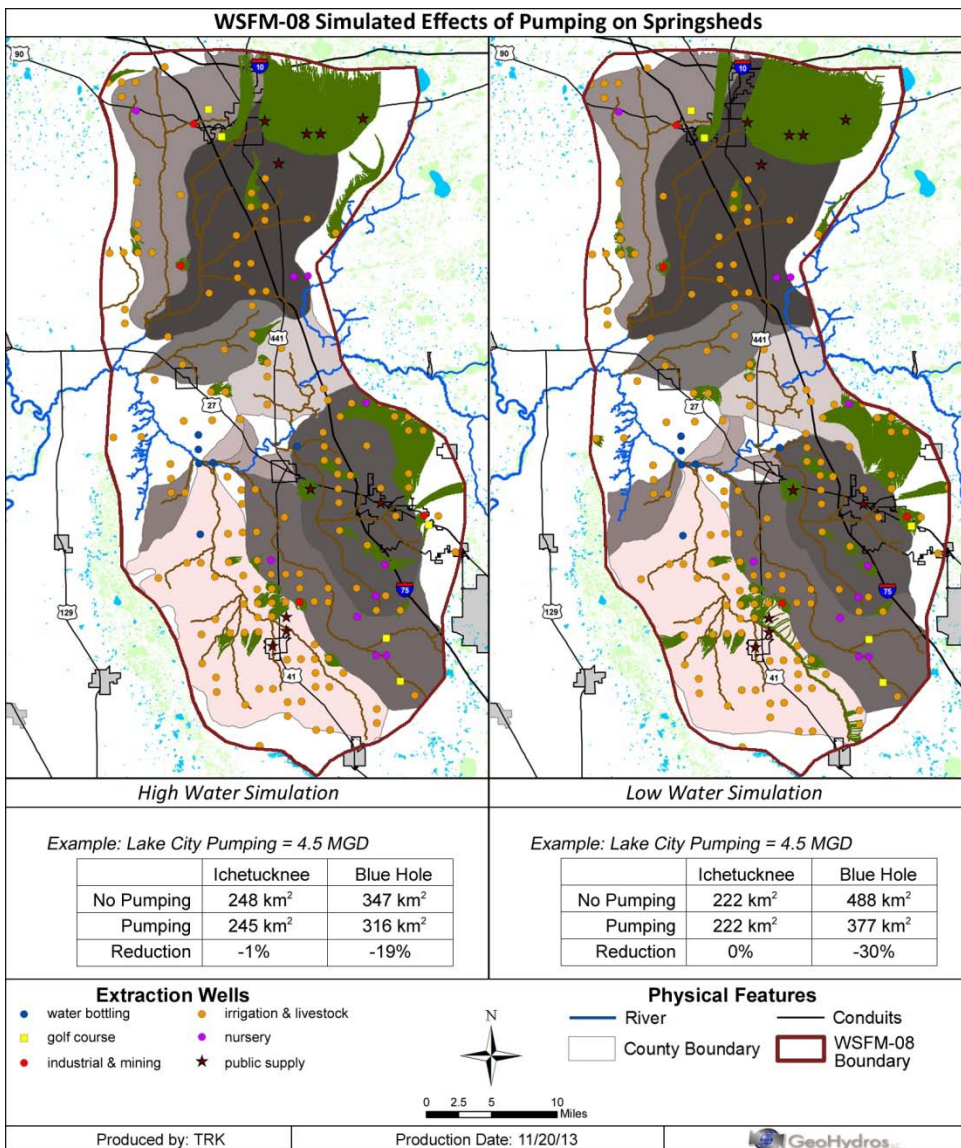 WSFM-08 Simulated Effects of Pumping on Springsheds
90
10
441
27
129
75
41
90
10
441
27
129
75
41
High Water Simulation
Low Water Simulation
Example: Lake City Pumping = 4.5 MGD
Ichetucknee Blue Hole
No Pumping 248 km² 347 km²
Pumping 245 km² 316 km²
Reduction -1% -19%
Example: Lake City Pumping = 4.5 MGD
Ichetucknee Blue Hole
No Pumping 222 km² 488 km²
Pumping 222 km² 377 km²
Reduction 0% -30%
Extraction Wells
water bottling
irrigation & livestock
golf course
nursery
industrial & mining
public supply
N
0 2.5 5 10
Miles
Physical Features
River
Conduits
County Boundary
WSFM-08
Boundary
Produced by: TRK
Production Date: 11/20/13
GeoHydros